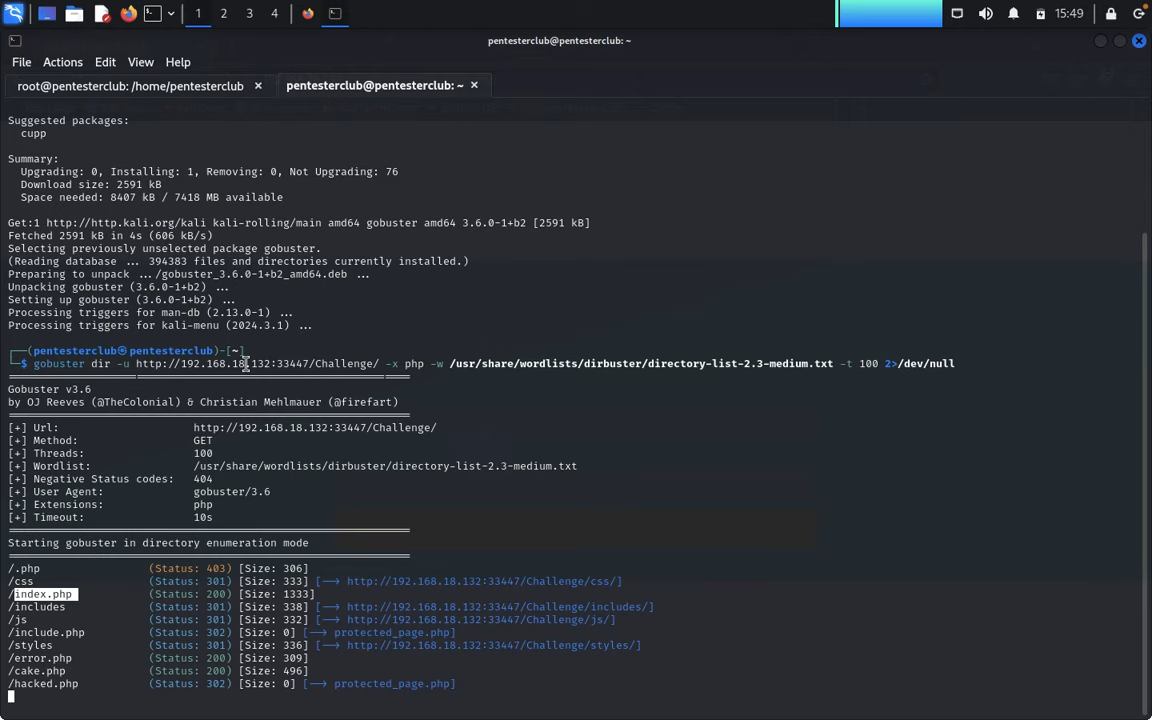 1 2 3 4 15:49
pentesterclub@pentesterclub: ~
File Actions Edit View Help
root@pentesterclub: /home/pentesterclub × pentesterclub@pentesterclub: ~ ×
Suggested packages:
  cupp
Summary:
  Upgrading: 0, Installing: 1, Removing: 0, Not Upgrading: 76
  Download size: 2591 kB
  Space needed: 8407 kB / 7418 MB available
Get:1 http://http.kali.org/kali kali-rolling/main amd64 gobuster amd64 3.6.0-1+b2 [2591 kB]
Fetched 2591 kB in 4s (606 kB/s)
Selecting previously unselected package gobuster.
(Reading database ... 394383 files and directories currently installed.)
Preparing to unpack .../gobuster_3.6.0-1+b2_amd64.deb ...
Unpacking gobuster (3.6.0-1+b2) ...
Setting up gobuster (3.6.0-1+b2) ...
Processing triggers for man-db (2.13.0-1) ...
Processing triggers for kali-menu (2024.3.1) ...
┌──(pentesterclub㉿pentesterclub)-[~]
└─$ gobuster dir -u http://192.168.18.132:33447/Challenge/ -x php -w /usr/share/wordlists/dirbuster/directory-list-2.3-medium.txt -t 100 2>/dev/null
===============================================================
Gobuster v3.6
by OJ Reeves (@TheColonial) & Christian Mehlmauer (@firefart)
===============================================================
[+] Url: http://192.168.18.132:33447/Challenge/
[+] Method: GET
[+] Threads: 100
[+] Wordlist: /usr/share/wordlists/dirbuster/directory-list-2.3-medium.txt
[+] Negative Status codes: 404
[+] User Agent: gobuster/3.6
[+] Extensions: php
[+] Timeout: 10s
===============================================================
Starting gobuster in directory enumeration mode
===============================================================
/.php (Status: 403) [Size: 306]
/css (Status: 301) [Size: 333] [--> http://192.168.18.132:33447/Challenge/css/]
/index.php (Status: 200) [Size: 1333]
/includes (Status: 301) [Size: 338] [--> http://192.168.18.132:33447/Challenge/includes/]
/js (Status: 301) [Size: 332] [--> http://192.168.18.132:33447/Challenge/js/]
/include.php (Status: 302) [Size: 0] [--> protected_page.php]
/styles (Status: 301) [Size: 336] [--> http://192.168.18.132:33447/Challenge/styles/]
/error.php (Status: 200) [Size: 309]
/cake.php (Status: 200) [Size: 496]
/hacked.php (Status: 302) [Size: 0] [--> protected_page.php]